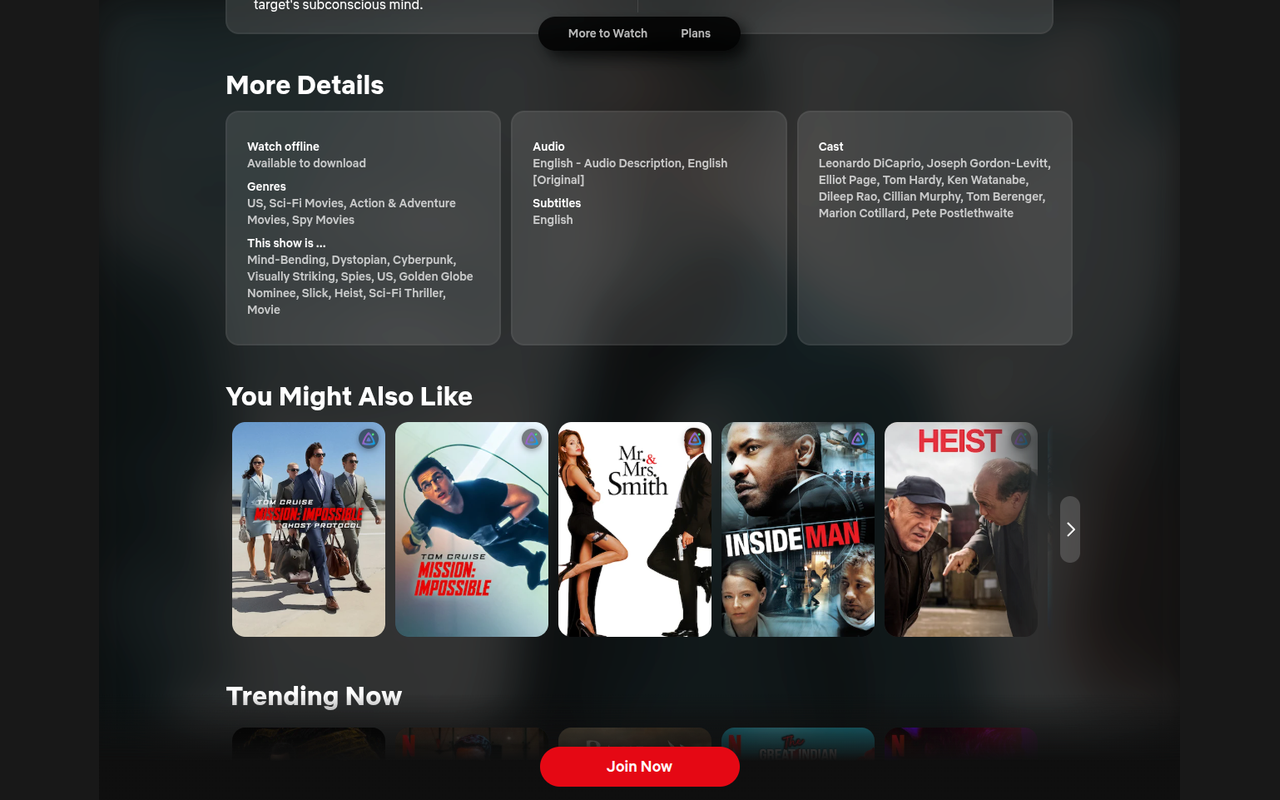 target's subconscious mind.
More to Watch
Plans
More Details
Watch offline
Available to download
Genres
US, Sci-Fi Movies, Action & Adventure
Movies, Spy Movies
This show is ...
Mind-Bending, Dystopian, Cyberpunk,
Visually Striking, Spies, US, Golden Globe
Nominee, Slick, Heist, Sci-Fi Thriller,
Movie
Audio
English - Audio Description, English
[Original]
Subtitles
English
Cast
Leonardo DiCaprio, Joseph Gordon-Levitt,
Elliot Page, Tom Hardy, Ken Watanabe,
Dileep Rao, Cillian Murphy, Tom Berenger,
Marion Cotillard, Pete Postlethwaite
You Might Also Like
TOM CRUISE
MISSION: IMPOSSIBLE
GHOST PROTOCOL
TOM CRUISE
MISSION:
IMPOSSIBLE
Mr. &
Mrs.
Smith
INSIDE MAN
HEIST
Trending Now
N
N
The
GREAT INDIAN
N
Join Now